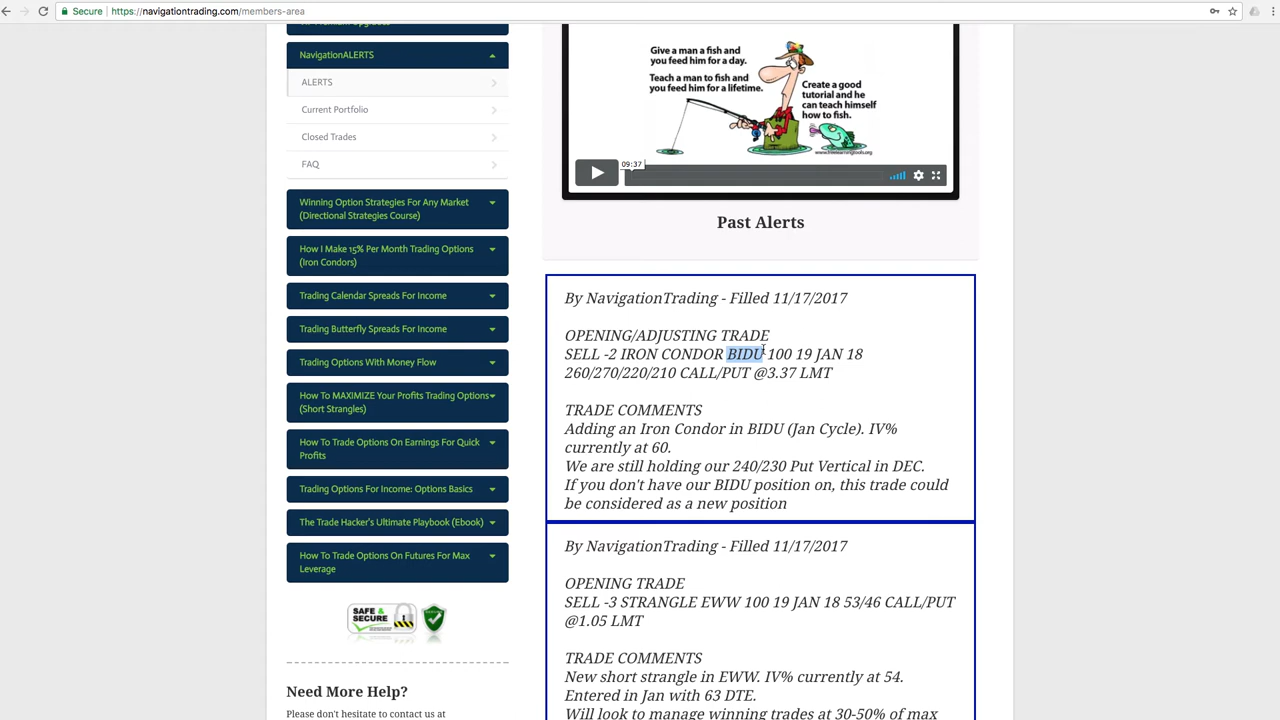 Secure
https://navigationtrading.com/members-area
NavigationALERTS
ALERTS
Current Portfolio
Closed Trades
FAQ
Winning Option Strategies For Any Market
(Directional Strategies Course)
How I Make 15% Per Month Trading Options
(Iron Condors)
Trading Calendar Spreads For Income
Trading Butterfly Spreads For Income
Trading Options With Money Flow
How To MAXIMIZE Your Profits Trading Options
(Short Strangles)
How To Trade Options On Earnings For Quick
Profits
Trading Options For Income: Options Basics
The Trade Hacker's Ultimate Playbook (Ebook)
How To Trade Options On Futures For Max
Leverage
SAFE &
SECURE
Need More Help?
Please don't hesitate to contact us at
Give a man a fish and
you feed him for a day.
Teach a man to fish and
you feed him for a lifetime.
Create a good
tutorial and he
can teach himself
how to fish.
www.freelearningtools.org
09:37
Past Alerts
By NavigationTrading - Filled 11/17/2017
OPENING/ADJUSTING TRADE
SELL -2 IRON CONDOR BIDU 100 19 JAN 18
260/270/220/210 CALL/PUT @3.37 LMT
TRADE COMMENTS
Adding an Iron Condor in BIDU (Jan Cycle). IV%
currently at 60.
We are still holding our 240/230 Put Vertical in DEC.
If you don't have our BIDU position on, this trade could
be considered as a new position
By NavigationTrading - Filled 11/17/2017
OPENING TRADE
SELL -3 STRANGLE EWW 100 19 JAN 18 53/46 CALL/PUT
@1.05 LMT
TRADE COMMENTS
New short strangle in EWW. IV% currently at 54.
Entered in Jan with 63 DTE.
Will look to manage winning trades at 30-50% of max